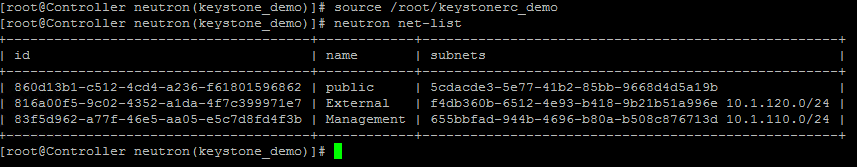 [root@Controller neutron(keystone_demo)]# source /root/keystonerc_demo
[root@Controller neutron(keystone_demo)]# neutron net-list
+--------------------------------------+------------+----------------------------------------------------+
| id                                   | name       | subnets                                            |
+--------------------------------------+------------+----------------------------------------------------+
| 860d13b1-c512-4cd4-a236-f61801596862 | public     | 5cdacde3-5e77-41b2-85bb-9668d4d5a19b               |
| 816a00f5-9c02-4352-a1da-4f7c399971e7 | External   | f4db360b-6512-4e93-b418-9b21b51a996e 10.1.120.0/24 |
| 83f5d962-a77f-46e5-aa05-e5c7d8fd4f3b | Management | 655bbfad-944b-4696-b80a-b508c876713d 10.1.110.0/24 |
+--------------------------------------+------------+----------------------------------------------------+
[root@Controller neutron(keystone_demo)]#